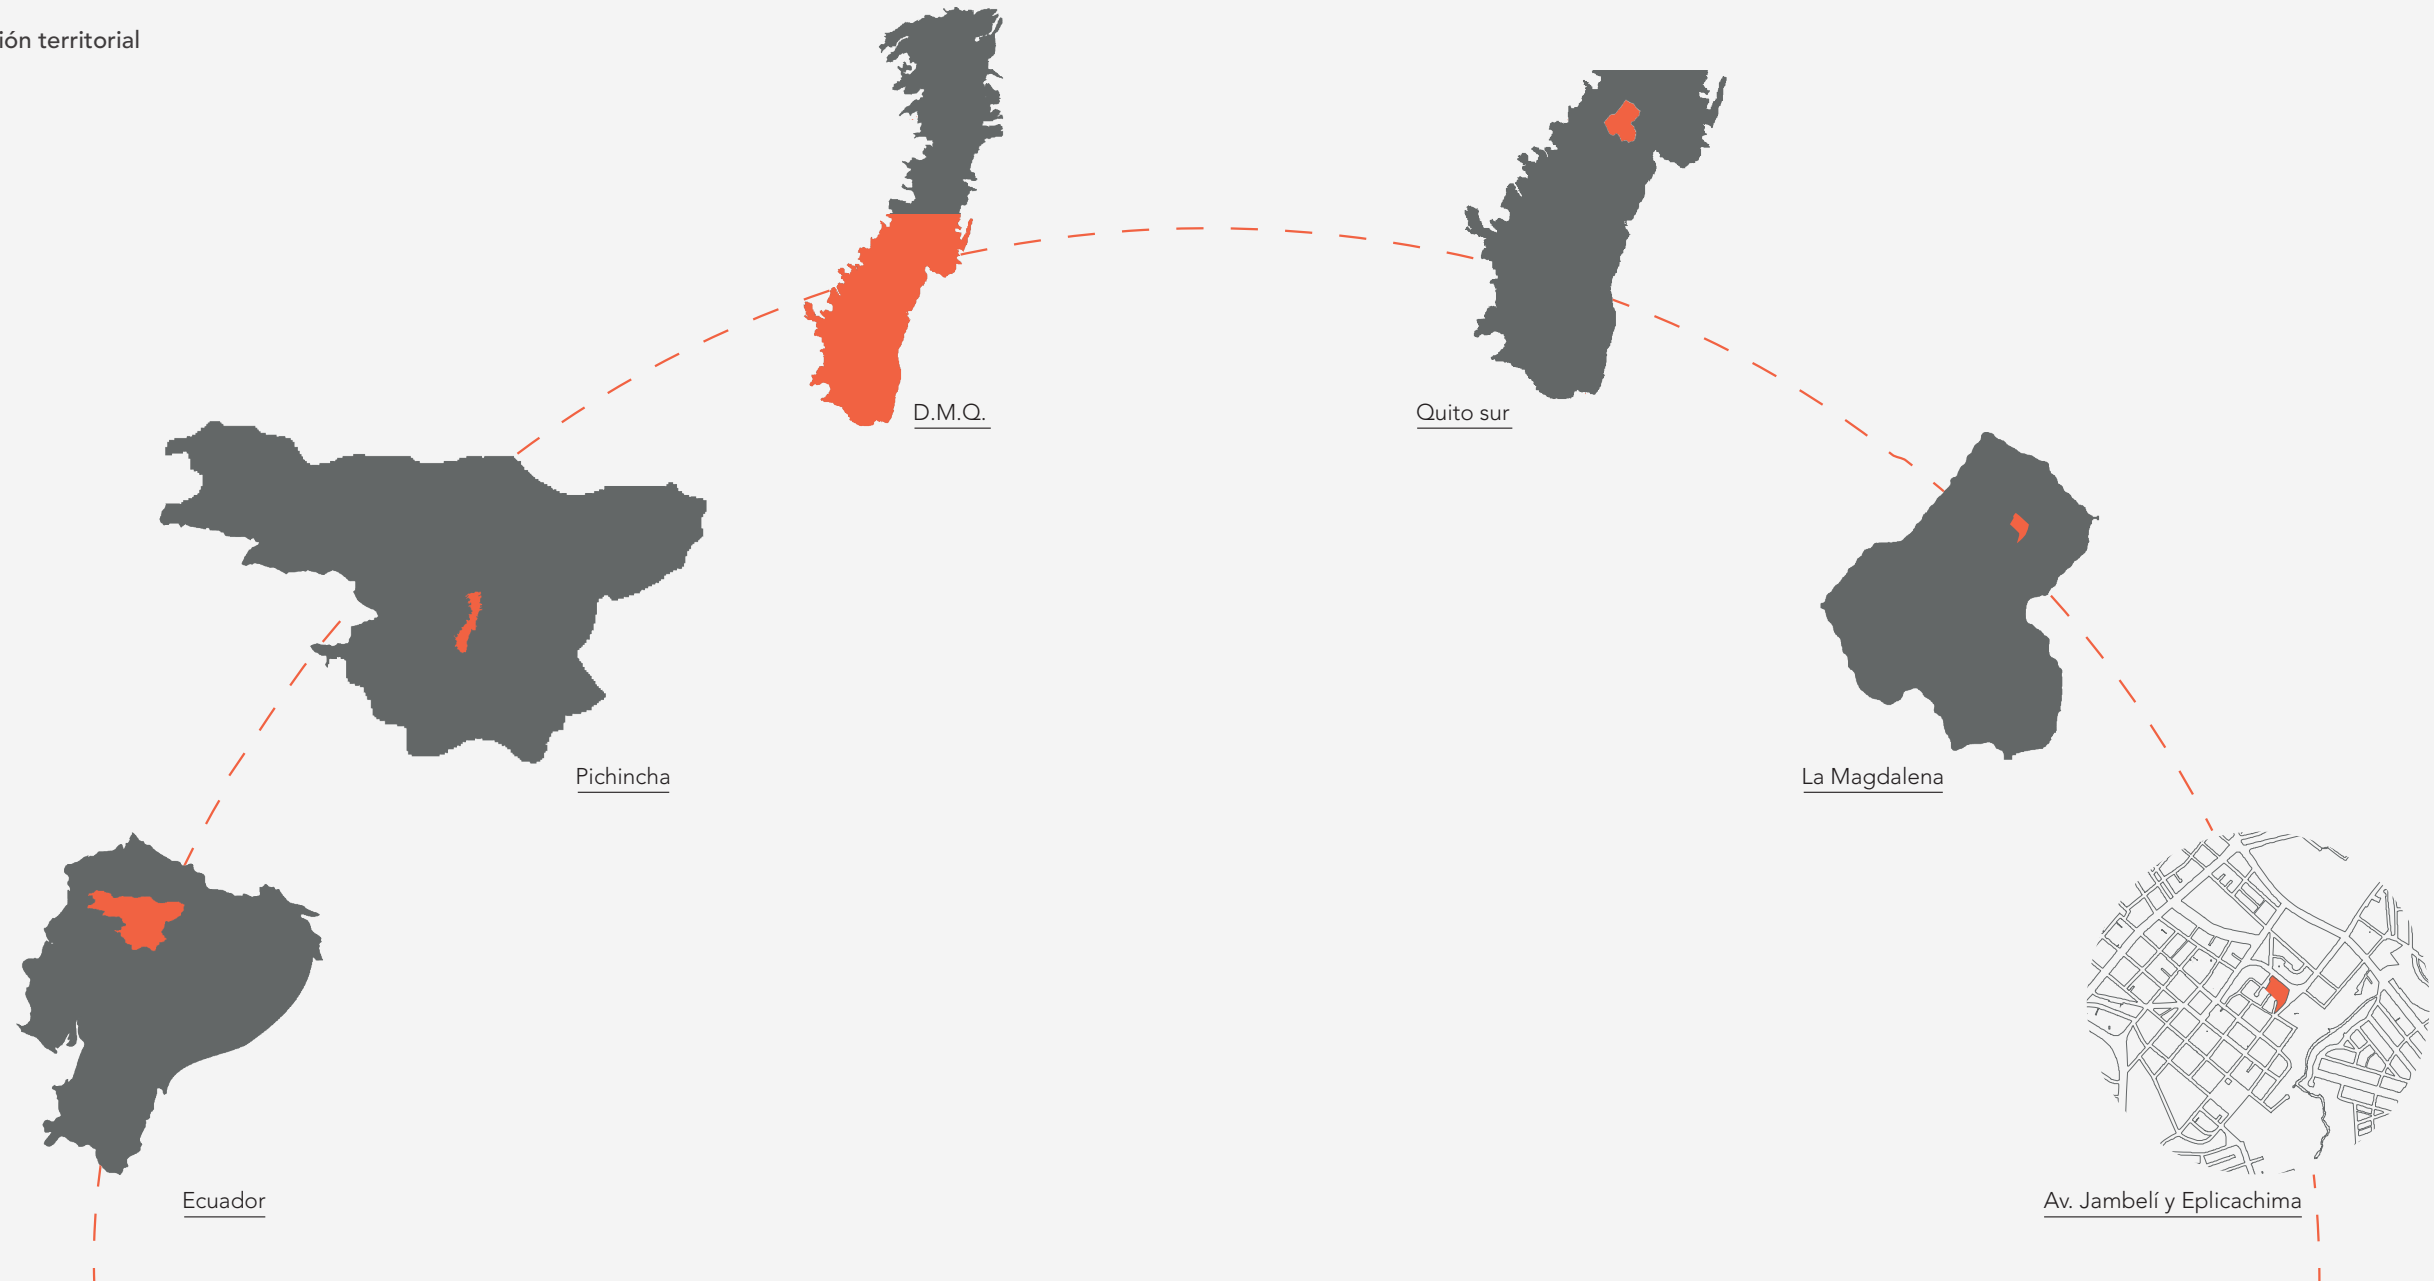 ión territorial
D.M.Q.
Quito sur
Pichincha
La Magdalena
Ecuador
Av. Jambelí y Eplicachima